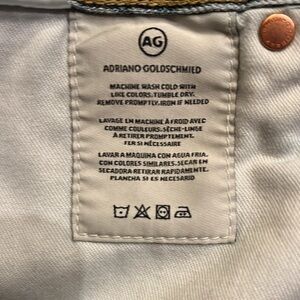 AG
ADRIANO GOLDSCHMIED
MACHINE WASH COLD WITH
LIKE COLORS. TUMBLE DRY.
REMOVE PROMPTLY. IRON IF NEEDED
LAVAGE EN MACHINE À FROID AVEC
COMME COULEURS. SÈCHE-LINGE
À RETIRER PROMPTEMENT.
FER SI NÉCESSAIRE
LAVAR A MAQUINA CON AGUA FRIA.
CON COLORES SIMILARES. SECAR EN
SECADORA RETIRAR RAPIDAMENTE.
PLANCHA SI ES NECESARIO